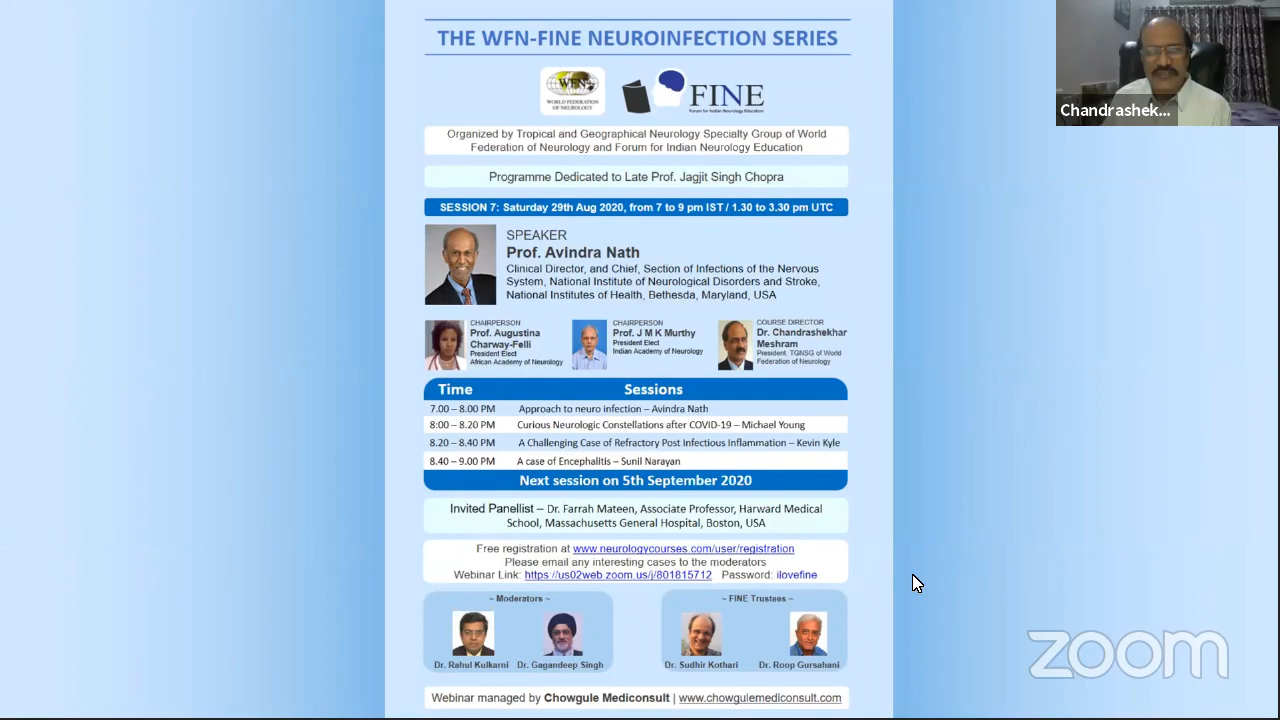 THE WFN-FINE NEUROINFECTION SERIES
WFN
WORLD FEDERATION
OF NEUROLOGY
FINE
Forum for Indian Neurology Education
Organized by Tropical and Geographical Neurology Specialty Group of World
Federation of Neurology and Forum for Indian Neurology Education
Programme Dedicated to Late Prof. Jagjit Singh Chopra
SESSION 7: Saturday 29th Aug 2020, from 7 to 9 pm IST / 1.30 to 3.30 pm UTC
SPEAKER
Prof. Avindra Nath
Clinical Director, and Chief, Section of Infections of the Nervous
System, National Institute of Neurological Disorders and Stroke,
National Institutes of Health, Bethesda, Maryland, USA
CHAIRPERSON
Prof. Augustina
Charway-Felli
President Elect
African Academy of Neurology
CHAIRPERSON
Prof. J M K Murthy
President Elect
Indian Academy of Neurology
COURSE DIRECTOR
Dr. Chandrashekhar
Meshram
President, TGNSG of World
Federation of Neurology
Time Sessions
7.00 – 8.00 PM Approach to neuro infection – Avindra Nath
8:00 – 8.20 PM Curious Neurologic Constellations after COVID-19 – Michael Young
8.20 – 8.40 PM A Challenging Case of Refractory Post Infectious Inflammation – Kevin Kyle
8.40 – 9.00 PM A case of Encephalitis – Sunil Narayan
Next session on 5th September 2020
Invited Panellist – Dr. Farrah Mateen, Associate Professor, Harward Medical
School, Massachusetts General Hospital, Boston, USA
Free registration at www.neurologycourses.com/user/registration
Please email any interesting cases to the moderators
Webinar Link: https://us02web.zoom.us/j/801815712 Password: ilovefine
~ Moderators ~
Dr. Rahul Kulkarni Dr. Gagandeep Singh
~ FINE Trustees ~
Dr. Sudhir Kothari Dr. Roop Gursahani
Webinar managed by Chowgule Mediconsult | www.chowgulemediconsult.com
Chandrashek...
zoom